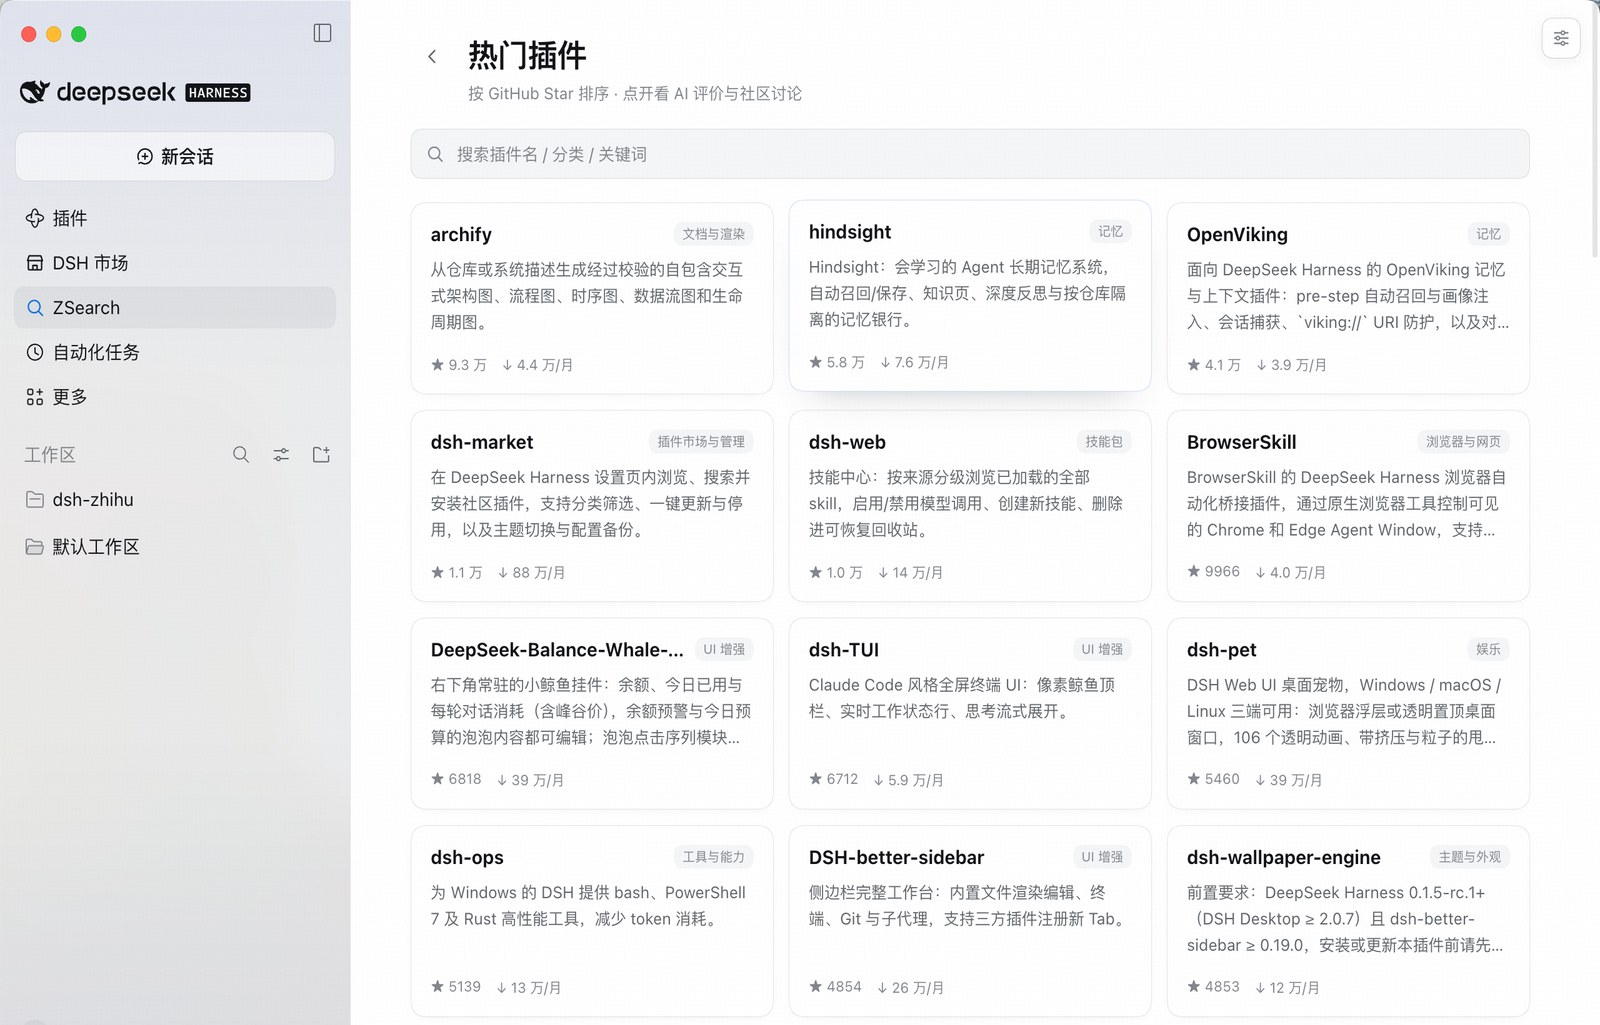 deepseek HARNESS
新会话
插件
DSH 市场
ZSearch
自动化任务
更多
工作区
dsh-zhihu
默认工作区
热门插件
按 GitHub Star 排序 · 点开看 AI 评价与社区讨论
搜索插件名 / 分类 / 关键词
archify 文档与渲染
从仓库或系统描述生成经过校验的自包含交互
式架构图、流程图、时序图、数据流图和生命
周期图。
★ 9.3 万 ↓ 4.4 万/月
hindsight 记忆
Hindsight：会学习的 Agent 长期记忆系统，
自动召回/保存、知识页、深度反思与按仓库隔
离的记忆银行。
★ 5.8 万 ↓ 7.6 万/月
OpenViking 记忆
面向 DeepSeek Harness 的 OpenViking 记忆
与上下文插件：pre-step 自动召回与画像注
入、会话捕获、`viking://` URI 防护，以及对...
★ 4.1 万 ↓ 3.9 万/月
dsh-market 插件市场与管理
在 DeepSeek Harness 设置页内浏览、搜索并
安装社区插件，支持分类筛选、一键更新与停
用，以及主题切换与配置备份。
★ 1.1 万 ↓ 88 万/月
dsh-web 技能包
技能中心：按来源分级浏览已加载的全部
skill，启用/禁用模型调用、创建新技能、删除
进可恢复回收站。
★ 1.0 万 ↓ 14 万/月
BrowserSkill 浏览器与网页
BrowserSkill 的 DeepSeek Harness 浏览器自
动化桥接插件，通过原生浏览器工具控制可见
的 Chrome 和 Edge Agent Window，支持...
★ 9966 ↓ 4.0 万/月
DeepSeek-Balance-Whale-... UI 增强
右下角常驻的小鲸鱼挂件：余额、今日已用与
每轮对话消耗（含峰谷价），余额预警与今日预
算的泡泡内容都可编辑；泡泡点击序列模块...
★ 6818 ↓ 39 万/月
dsh-TUI UI 增强
Claude Code 风格全屏终端 UI：像素鲸鱼顶
栏、实时工作状态行、思考流式展开。
★ 6712 ↓ 5.9 万/月
dsh-pet 娱乐
DSH Web UI 桌面宠物，Windows / macOS /
Linux 三端可用：浏览器浮层或透明置顶桌面
窗口，106 个透明动画、带挤压与粒子的甩...
★ 5460 ↓ 39 万/月
dsh-ops 工具与能力
为 Windows 的 DSH 提供 bash、PowerShell
7 及 Rust 高性能工具，减少 token 消耗。
★ 5139 ↓ 13 万/月
DSH-better-sidebar UI 增强
侧边栏完整工作台：内置文件渲染编辑、终
端、Git 与子代理，支持三方插件注册新 Tab。
★ 4854 ↓ 26 万/月
dsh-wallpaper-engine 主题与外观
前置要求：DeepSeek Harness 0.1.5-rc.1+
（DSH Desktop ≥ 2.0.7）且 dsh-better-
sidebar ≥ 0.19.0，安装或更新本插件前请先...
★ 4853 ↓ 12 万/月